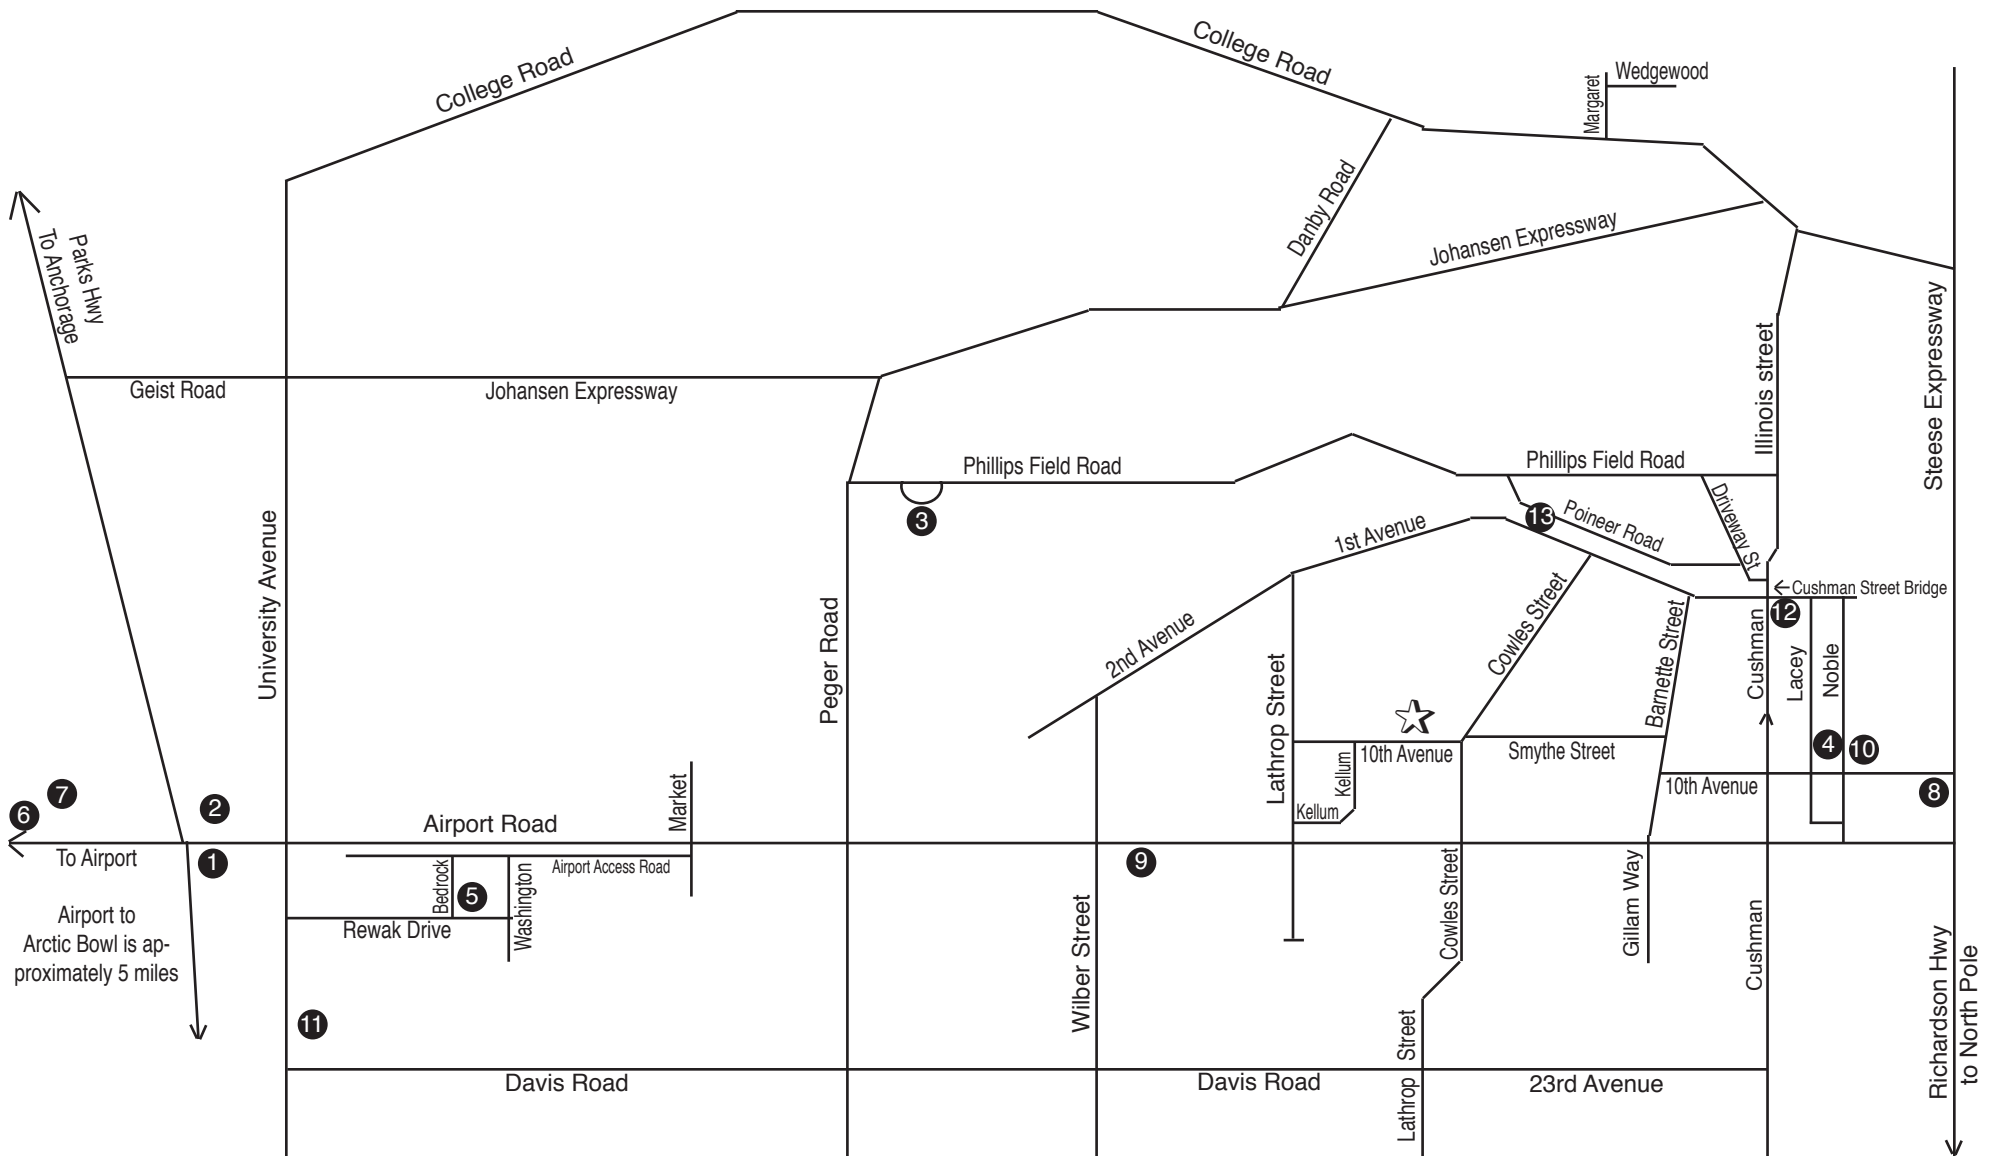 College Road
College Road
Wedgewood
Margaret
Danby Road
Johansen Expressway
Parks Hwy
To Anchorage
Geist Road
Johansen Expressway
Illinois street
Steese Expressway
Phillips Field Road
Phillips Field Road
3
13
Poineer Road
Driveway St
1st Avenue
University Avenue
Cushman Street Bridge
12
2nd Avenue
Peger Road
Lathrop Street
Cowles Street
Barnette Street
Cushman
Lacey
Noble
10th Avenue
Smythe Street
4
10
Kellum
Kellum
10th Avenue
8
7
6
2
Market
Airport Road
To Airport
1
Airport Access Road
Bedrock
5
Washington
Rewak Drive
9
Airport to
Arctic Bowl is ap-
proximately 5 miles
Wilber Street
Cowles Street
Gillam Way
Cushman
Richardson Hwy
to North Pole
11
Lathrop Street
Davis Road
Davis Road
23rd Avenue
Lathrop